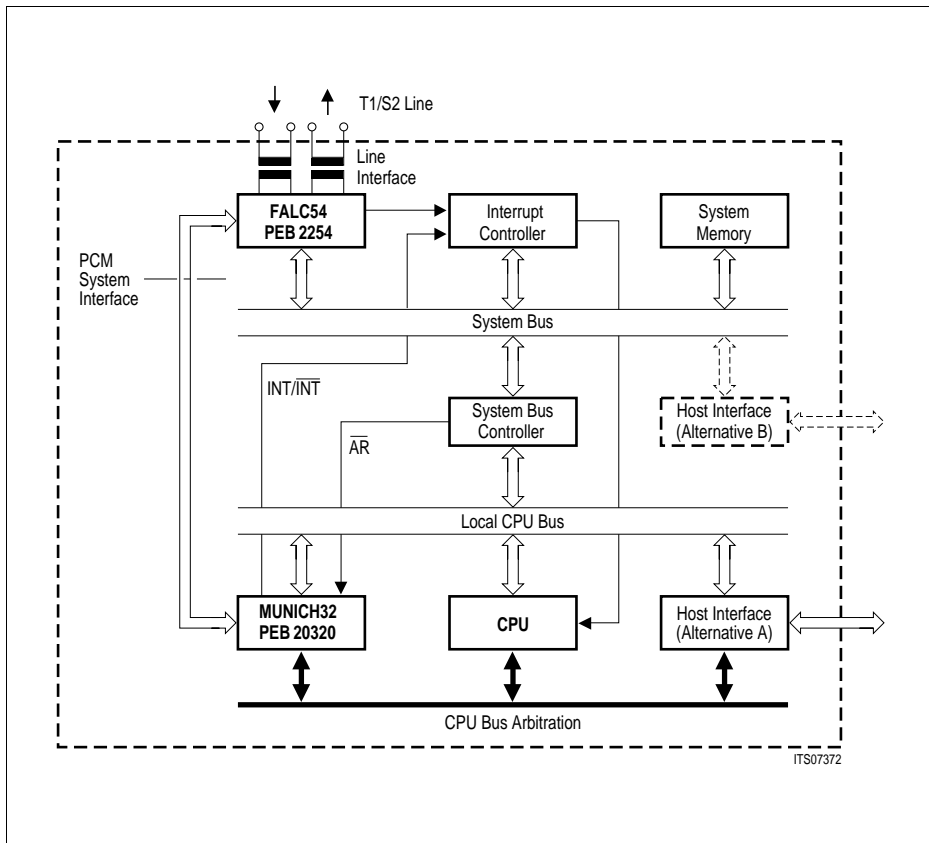 T1/S2 Line
Line
Interface
FALC54
PEB 2254
Interrupt
Controller
System
Memory
PCM
System
Interface
System Bus
INT/I̅N̅T̅
System Bus
Controller
Host Interface
(Alternative B)
A̅R̅
Local CPU Bus
MUNICH32
PEB 20320
CPU
Host Interface
(Alternative A)
CPU Bus Arbitration
ITS07372